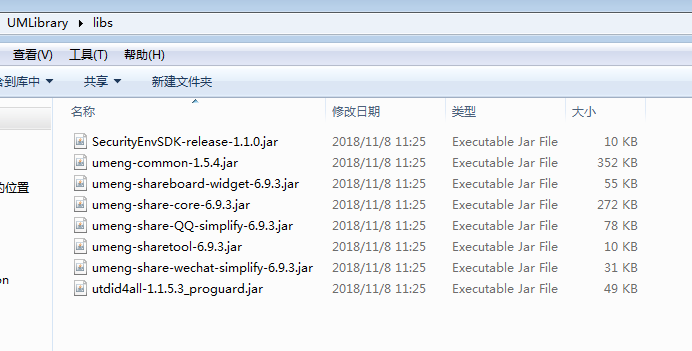 UMLibrary ▸ libs
查看(V) 工具(T) 帮助(H)
含到库中 共享 新建文件夹
名称 修改日期 类型 大小
SecurityEnvSDK-release-1.1.0.jar 2018/11/8 11:25 Executable Jar File 10 KB
umeng-common-1.5.4.jar 2018/11/8 11:25 Executable Jar File 352 KB
umeng-shareboard-widget-6.9.3.jar 2018/11/8 11:25 Executable Jar File 55 KB
umeng-share-core-6.9.3.jar 2018/11/8 11:25 Executable Jar File 272 KB
umeng-share-QQ-simplify-6.9.3.jar 2018/11/8 11:25 Executable Jar File 78 KB
umeng-sharetool-6.9.3.jar 2018/11/8 11:25 Executable Jar File 10 KB
umeng-share-wechat-simplify-6.9.3.jar 2018/11/8 11:25 Executable Jar File 31 KB
utdid4all-1.1.5.3_proguard.jar 2018/11/8 11:25 Executable Jar File 49 KB
的位置
on